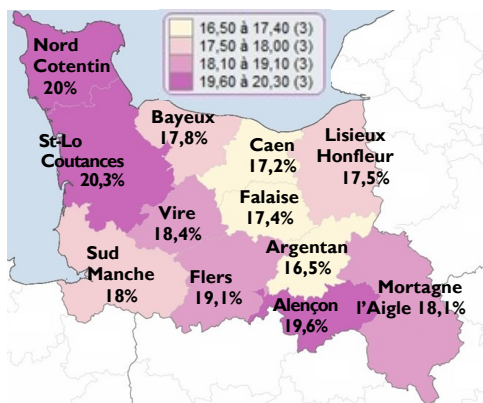 16,50 à 17,40 (3)
17,50 à 18,00 (3)
18,10 à 19,10 (3)
19,60 à 20,30 (3)
Nord
Cotentin
20%
Bayeux
17,8%
Caen
17,2%
Lisieux
Honfleur
17,5%
St-Lo
Coutances
20,3%
Falaise
17,4%
Vire
18,4%
Argentan
16,5%
Sud
Manche
18%
Flers
19,1%
Alençon
19,6%
Mortagne
l'Aigle 18,1%